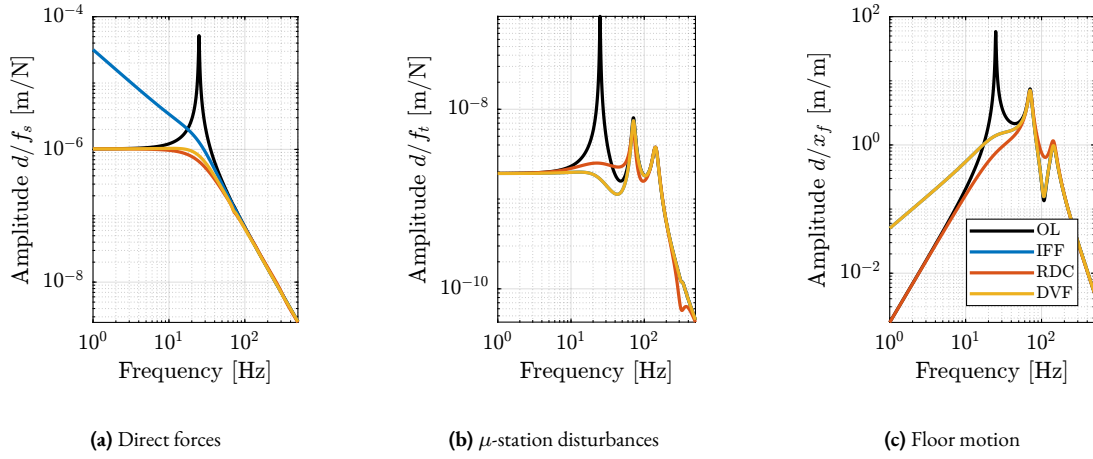 Amplitude d/f_s [m/N]
10^-4
10^-6
10^-8
10^0
10^1
10^2
Frequency [Hz]
(a) Direct forces
Amplitude d/f_t [m/N]
10^-8
10^-10
10^0
10^1
10^2
Frequency [Hz]
(b) μ-station disturbances
Amplitude d/x_f [m/m]
10^2
10^0
10^-2
OL
IFF
RDC
DVF
10^0
10^1
10^2
Frequency [Hz]
(c) Floor motion